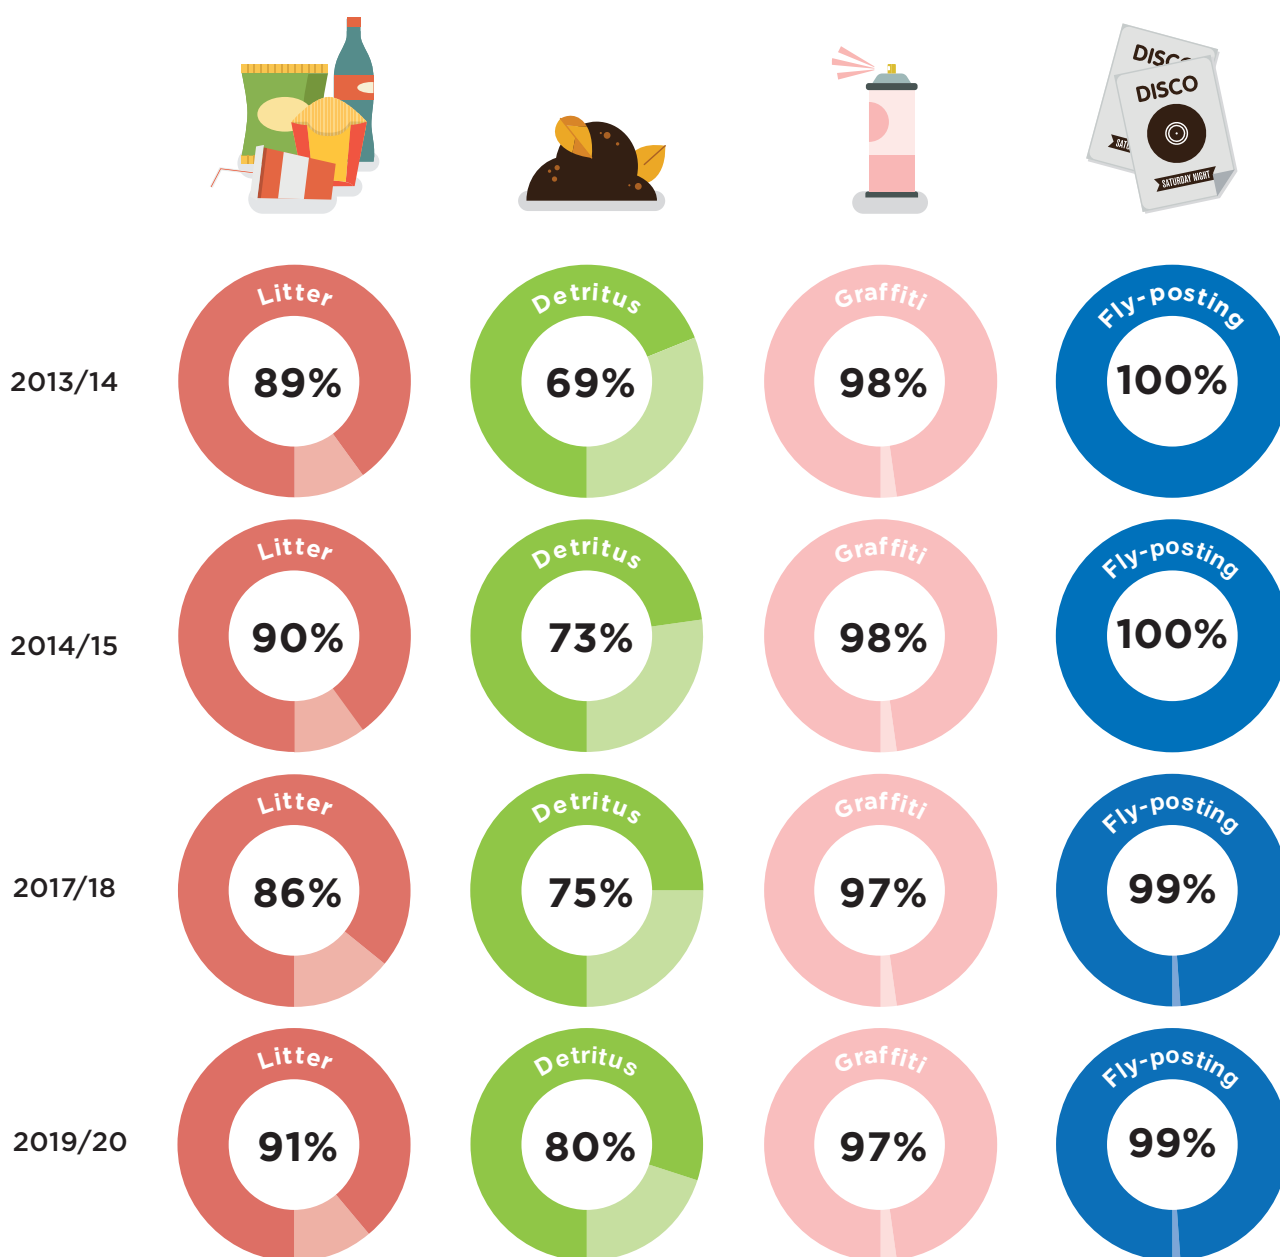 DISCO
DISCO
SATURDAY NIGHT
Litter
Detritus
Graffiti
Fly-posting
2013/14
89%
69%
98%
100%
Litter
Detritus
Graffiti
Fly-posting
2014/15
90%
73%
98%
100%
Litter
Detritus
Graffiti
Fly-posting
2017/18
86%
75%
97%
99%
Litter
Detritus
Graffiti
Fly-posting
2019/20
91%
80%
97%
99%